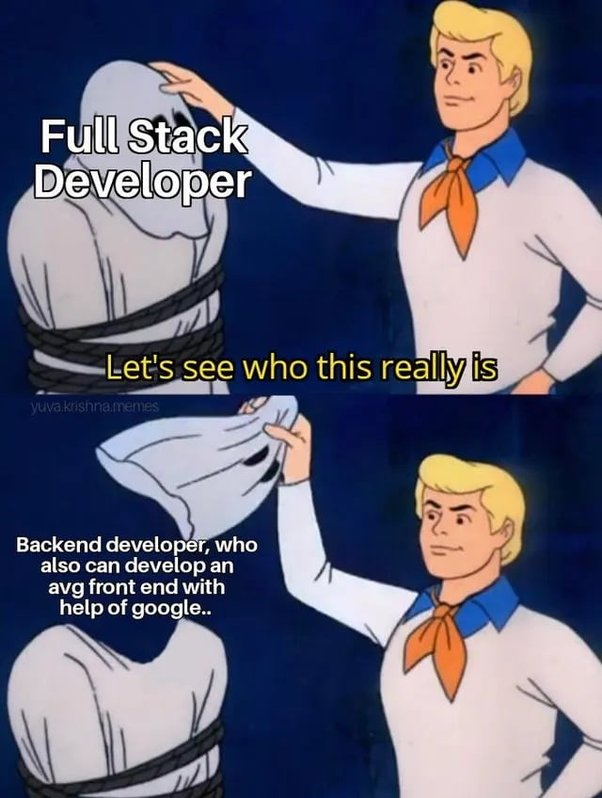 Full Stack
Developer
Let's see who this really is
yuva.krishna.memes
Backend developer, who
also can develop an
avg front end with
help of google..